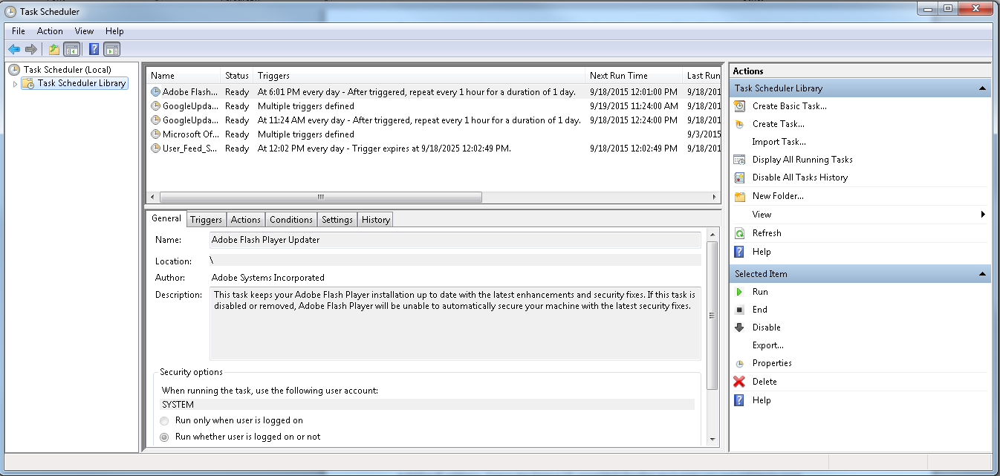 Task Scheduler
File Action View Help
Task Scheduler (Local)
Task Scheduler Library
Name Status Triggers Next Run Time Last Run
Adobe Flash... Ready At 6:01 PM every day - After triggered, repeat every 1 hour for a duration of 1 day. 9/18/2015 12:01:00 PM 9/18/201
GoogleUpda... Ready Multiple triggers defined 9/19/2015 11:24:00 AM 9/18/201
GoogleUpda... Ready At 11:24 AM every day - After triggered, repeat every 1 hour for a duration of 1 day. 9/18/2015 12:24:00 PM 9/18/201
Microsoft Of... Ready Multiple triggers defined 9/3/2015
User_Feed_S... Ready At 12:02 PM every day - Trigger expires at 9/18/2025 12:02:49 PM. 9/18/2015 12:02:49 PM 9/18/201
General Triggers Actions Conditions Settings History
Name: Adobe Flash Player Updater
Location: \
Author: Adobe Systems Incorporated
Description: This task keeps your Adobe Flash Player installation up to date with the latest enhancements and security fixes. If this task is
disabled or removed, Adobe Flash Player will be unable to automatically secure your machine with the latest security fixes.
Security options
When running the task, use the following user account:
SYSTEM
Run only when user is logged on
Run whether user is logged on or not
Actions
Task Scheduler Library
Create Basic Task...
Create Task...
Import Task...
Display All Running Tasks
Disable All Tasks History
New Folder...
View
Refresh
Help
Selected Item
Run
End
Disable
Export...
Properties
Delete
Help